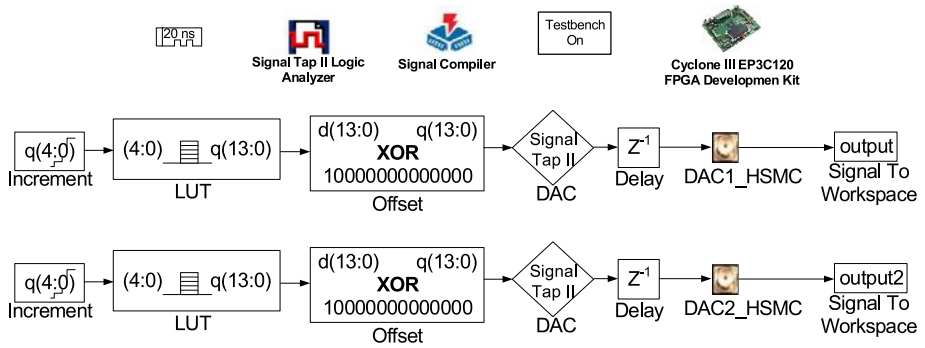 20 ns
Signal Tap II Logic
Analyzer
Signal Compiler
Testbench
On
Cyclone III EP3C120
FPGA Developmen Kit
q(4:0)
Increment
(4:0) q(13:0)
LUT
d(13:0) q(13:0)
XOR
10000000000000
Offset
Signal
Tap II
DAC
Z-1
Delay
DAC1_HSMC
output
Signal To
Workspace
q(4:0)
Increment
(4:0) q(13:0)
LUT
d(13:0) q(13:0)
XOR
10000000000000
Offset
Signal
Tap II
DAC
Z-1
Delay
DAC2_HSMC
output2
Signal To
Workspace